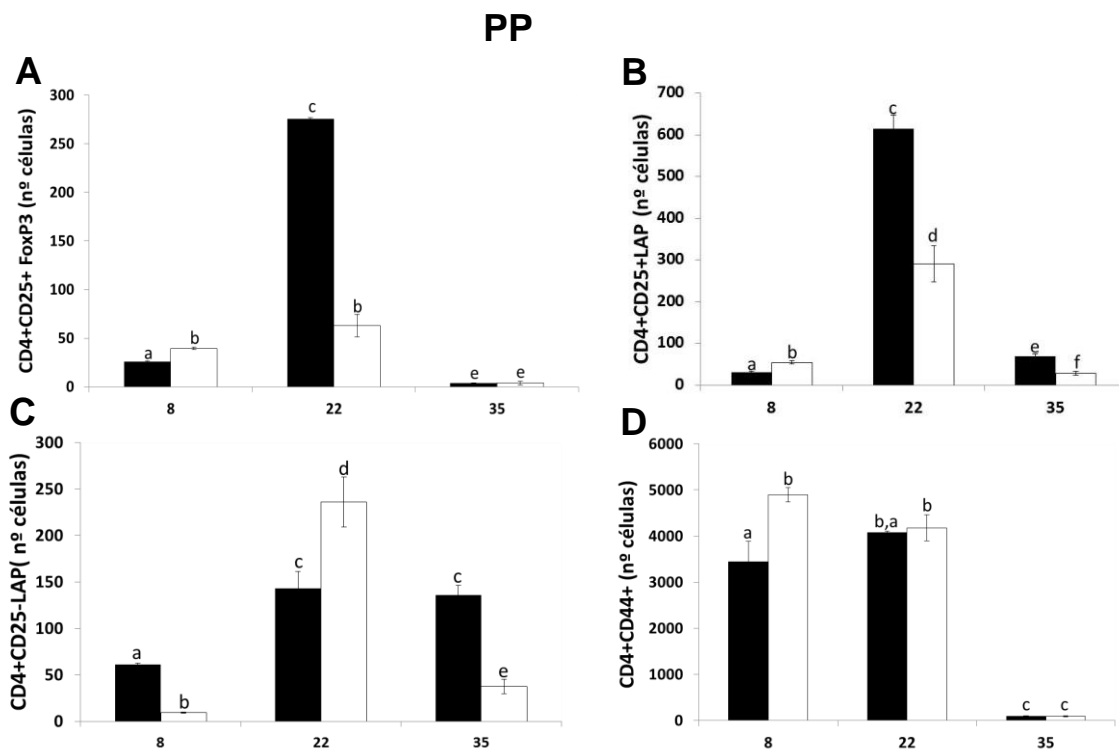 PP
A
CD4+CD25+ FoxP3 (nº células)
300
250
200
150
100
50
0
a
b
c
b
e
e
8
22
35
B
CD4+CD25+LAP (nº células)
700
600
500
400
300
200
100
0
a
b
c
d
e
f
8
22
35
C
CD4+CD25-LAP( nº células)
300
250
200
150
100
50
0
a
b
c
d
c
e
8
22
35
D
CD4+CD44+ (nº células)
6000
5000
4000
3000
2000
1000
0
a
b
b,a
b
c
c
8
22
35